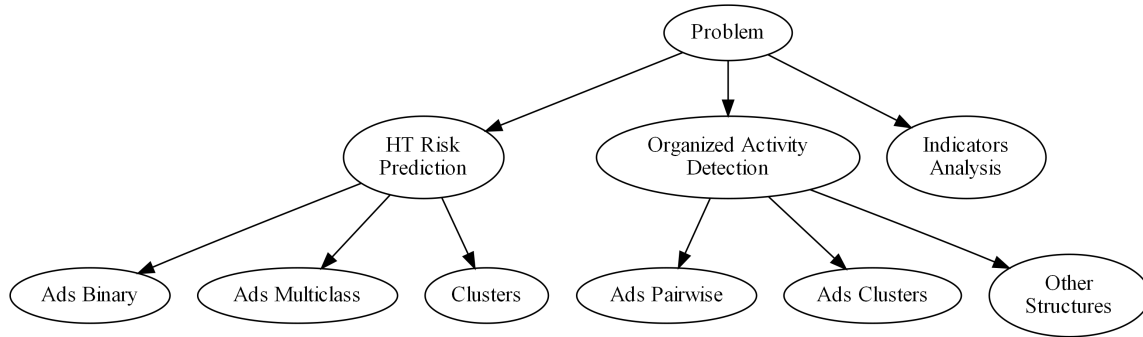 Problem
HT Risk
Prediction
Organized Activity
Detection
Indicators
Analysis
Ads Binary
Ads Multiclass
Clusters
Ads Pairwise
Ads Clusters
Other
Structures